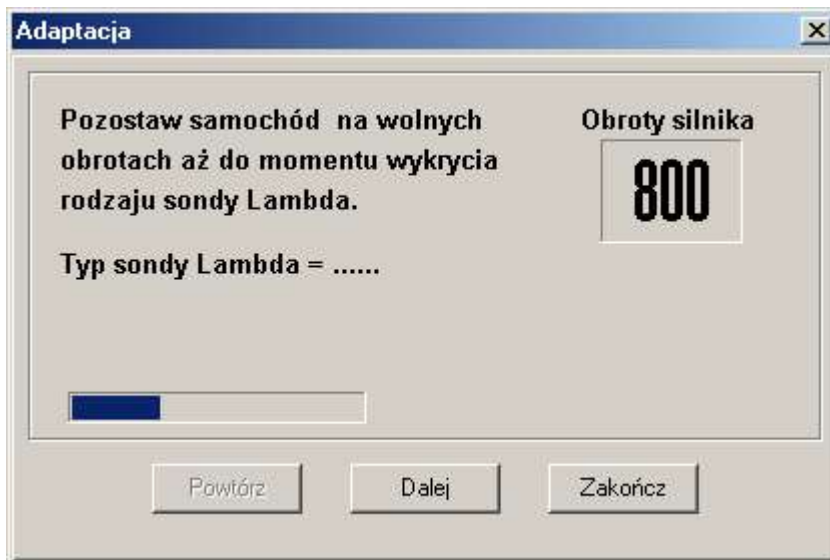 Adaptacja
Pozostaw samochód na wolnych
obrotach aż do momentu wykrycia
rodzaju sondy Lambda.
Typ sondy Lambda = ......
Obroty silnika
800
Powtórz
Dalej
Zakończ